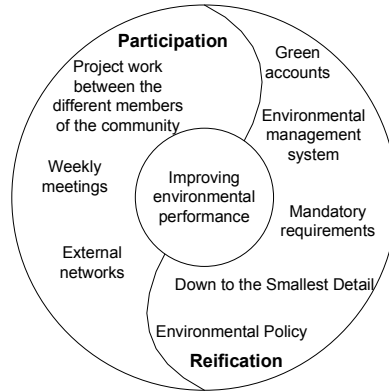 Participation
Project work
between the
different members
of the community
Weekly
meetings
External
networks
Improving
environmental
performance
Green
accounts
Environmental
management
system
Mandatory
requirements
Down to the Smallest Detail
Environmental Policy
Reification